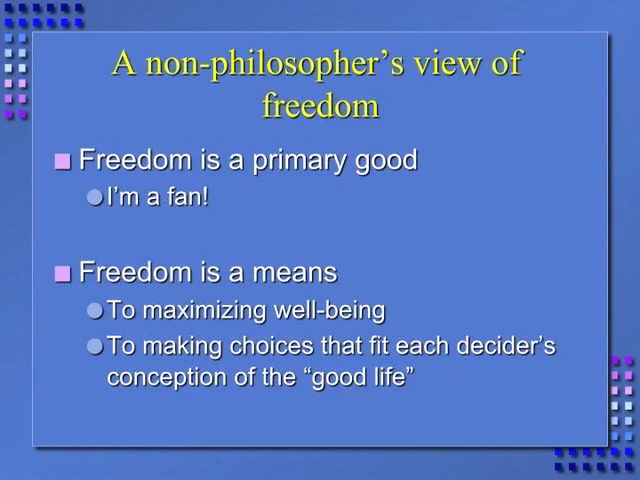 A non-philosopher’s view of
freedom
Freedom is a primary good
I’m a fan!
Freedom is a means
To maximizing well-being
To making choices that fit each decider’s
conception of the “good life”